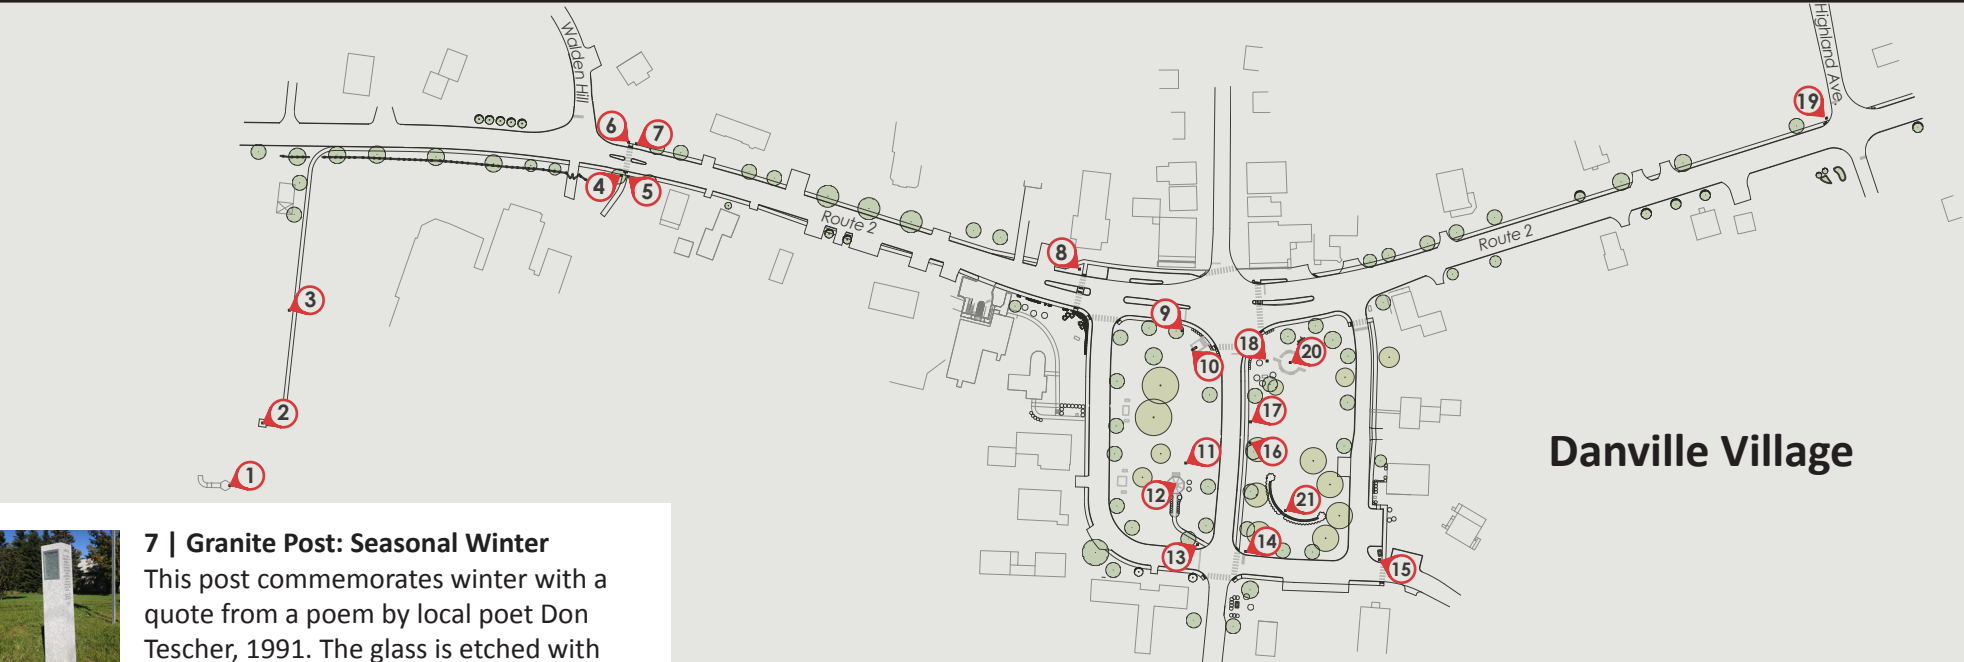 Walden Hill
Highland Ave
19
6
7
4
5
Route 2
Route 2
8
3
9
18
20
10
2
17
11
16
Danville Village
1
12
21
14
13
15
7 | Granite Post: Seasonal Winter
This post commemorates winter with a
quote from a poem by local poet Don
Tescher, 1991. The glass is etched with